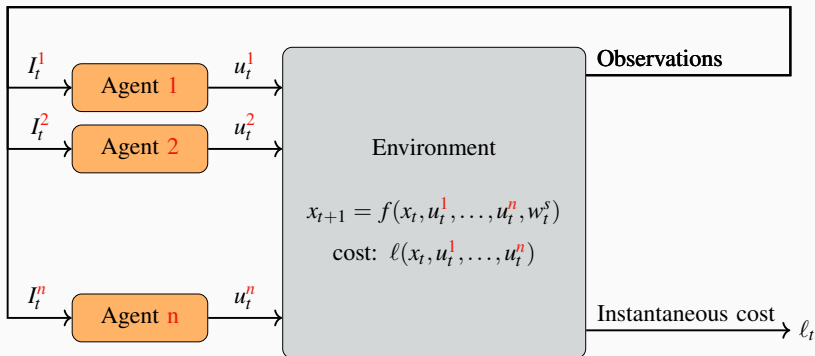 Observations
I_t^1
Agent 1
u_t^1
I_t^2
Agent 2
u_t^2
Environment
x_{t+1} = f(x_t, u_t^1, …, u_t^n, w_t^s)
cost: ℓ(x_t, u_t^1, …, u_t^n)
I_t^n
Agent n
u_t^n
Instantaneous cost
ℓ_t